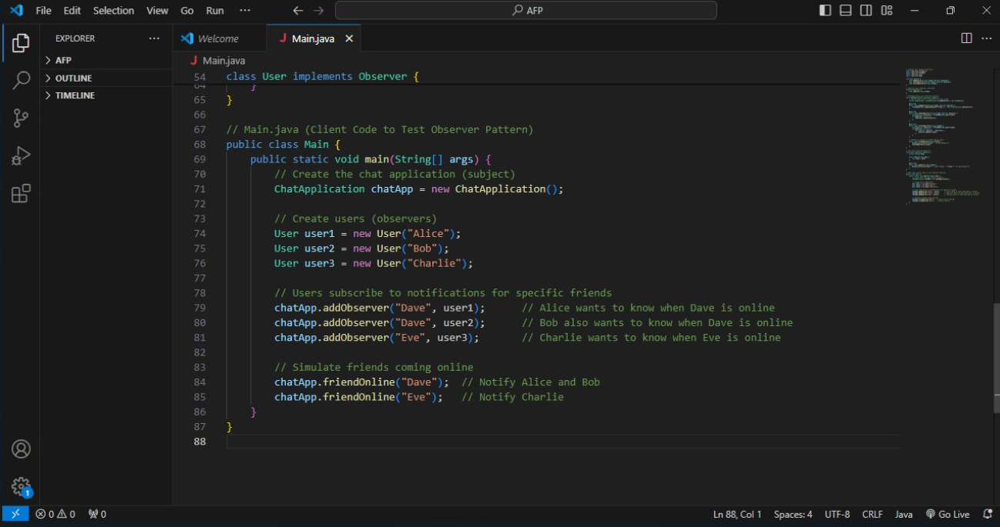 File Edit Selection View Go Run ··· ← → AFP
EXPLORER ···
AFP
OUTLINE
TIMELINE
Welcome
J Main.java ×
J Main.java
54 class User implements Observer {
64 }
65 }
66
67 // Main.java (Client Code to Test Observer Pattern)
68 public class Main {
69 public static void main(String[] args) {
70 // Create the chat application (subject)
71 ChatApplication chatApp = new ChatApplication();
72
73 // Create users (observers)
74 User user1 = new User("Alice");
75 User user2 = new User("Bob");
76 User user3 = new User("Charlie");
77
78 // Users subscribe to notifications for specific friends
79 chatApp.addObserver("Dave", user1); // Alice wants to know when Dave is online
80 chatApp.addObserver("Dave", user2); // Bob also wants to know when Dave is online
81 chatApp.addObserver("Eve", user3); // Charlie wants to know when Eve is online
82
83 // Simulate friends coming online
84 chatApp.friendOnline("Dave"); // Notify Alice and Bob
85 chatApp.friendOnline("Eve"); // Notify Charlie
86 }
87 }
88
1
0 0 0 Ln 88, Col 1 Spaces: 4 UTF-8 CRLF Java Go Live